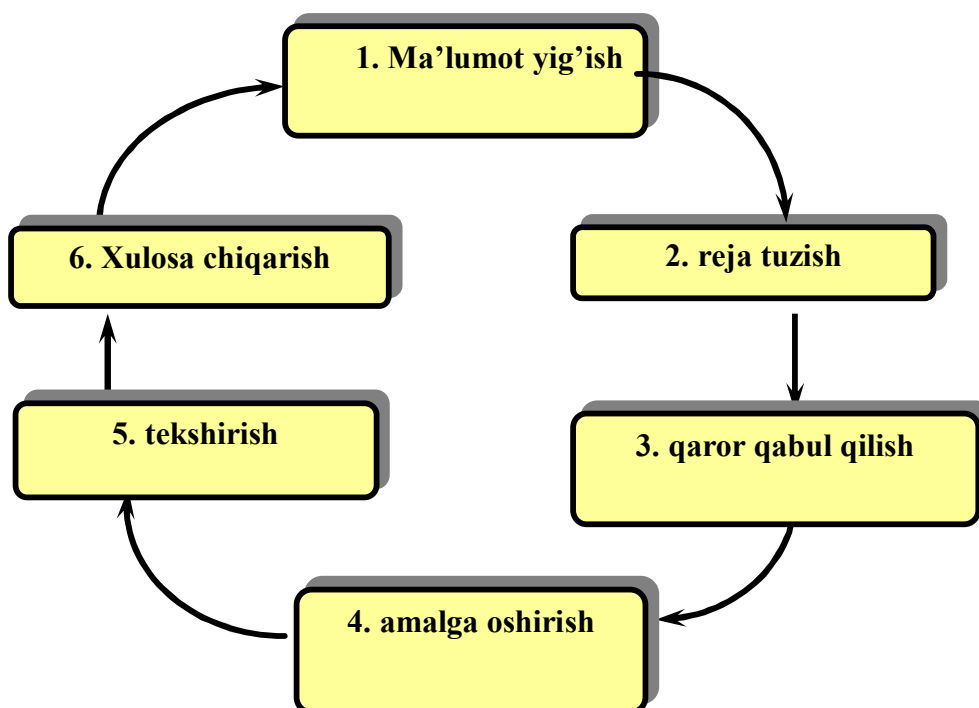 1. Ma’lumot yig’ish
2. reja tuzish
3. qaror qabul qilish
4. amalga oshirish
5. tekshirish
6. Xulosa chiqarish